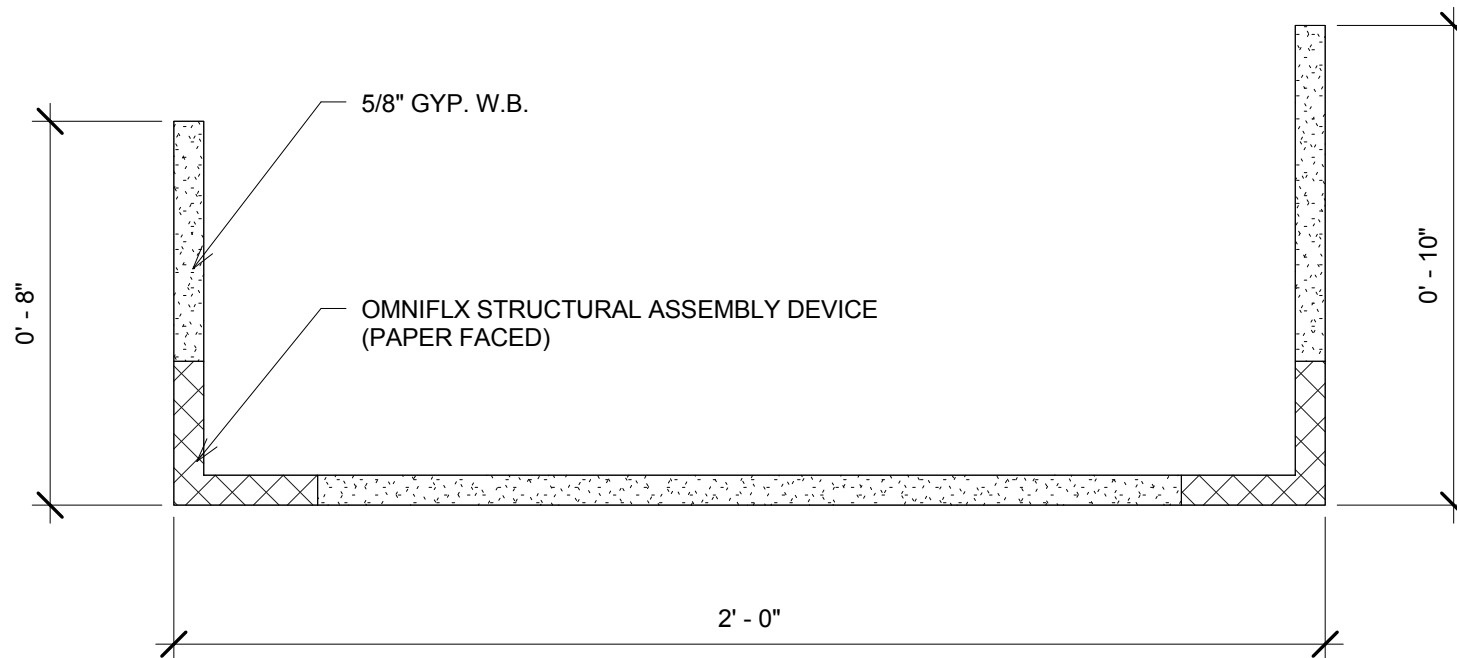 5/8" GYP. W.B.
0' - 8"
0' - 10"
OMNIFLX STRUCTURAL ASSEMBLY DEVICE
(PAPER FACED)
2' - 0"